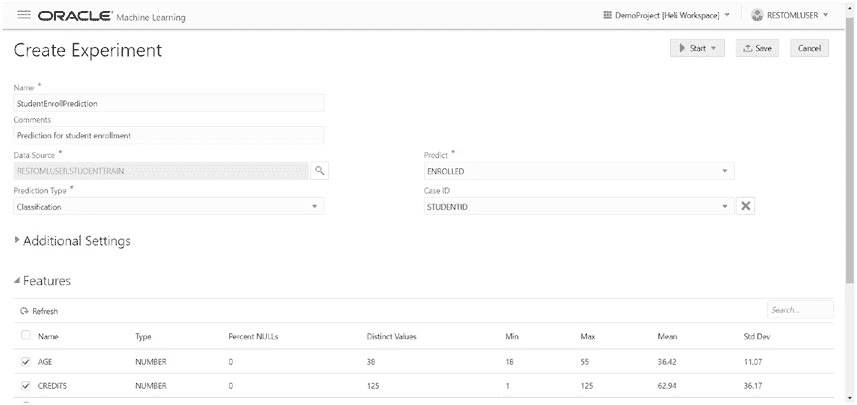 ORACLE Machine Learning DemoProject [Heli Workspace] RESTOMLUSER
Create Experiment Start Save Cancel
Name *
StudentEnrollPrediction
Comments
Prediction for student enrollment
Data Source * Predict *
RESTOMLUSER.STUDENTTRAIN ENROLLED
Prediction Type * Case ID
Classification STUDENTID
Additional Settings
Features
Refresh Search...
Name Type Percent NULLs Distinct Values Min Max Mean Std Dev
AGE NUMBER 0 38 18 55 36.42 11.07
CREDITS NUMBER 0 125 1 125 62.94 36.17